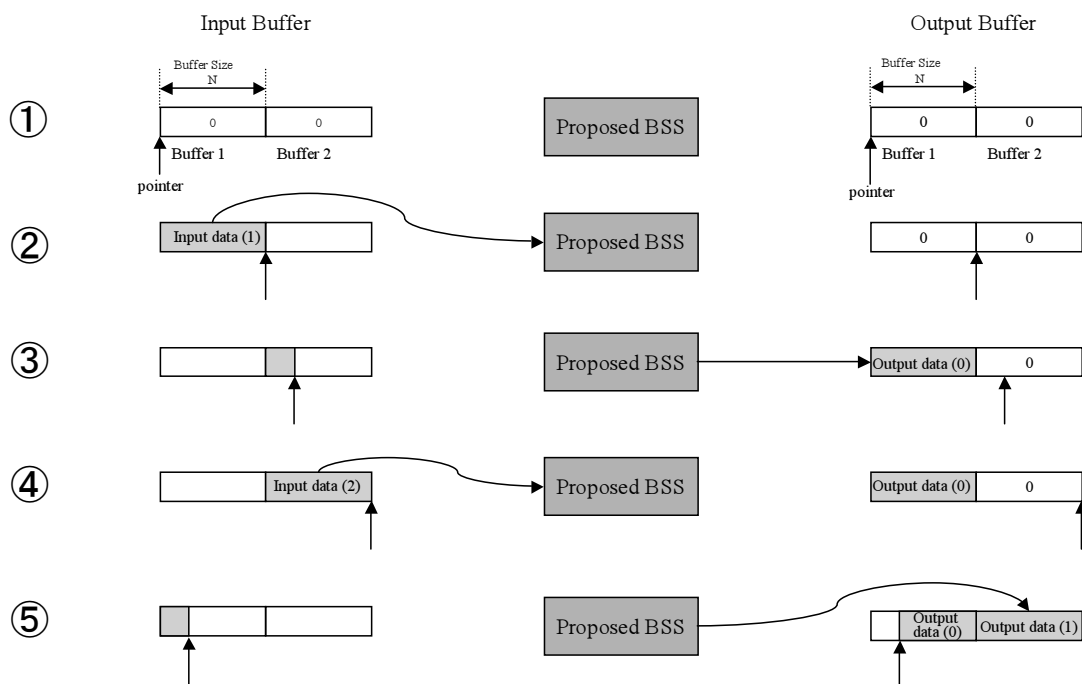 Input Buffer
Output Buffer
Buffer Size
N
Buffer Size
N
①
0
0
Proposed BSS
0
0
Buffer 1
Buffer 2
Buffer 1
Buffer 2
pointer
pointer
②
Input data (1)
Proposed BSS
0
0
③
Proposed BSS
Output data (0)
0
④
Input data (2)
Proposed BSS
Output data (0)
0
⑤
Proposed BSS
Output
data (0)
Output data (1)